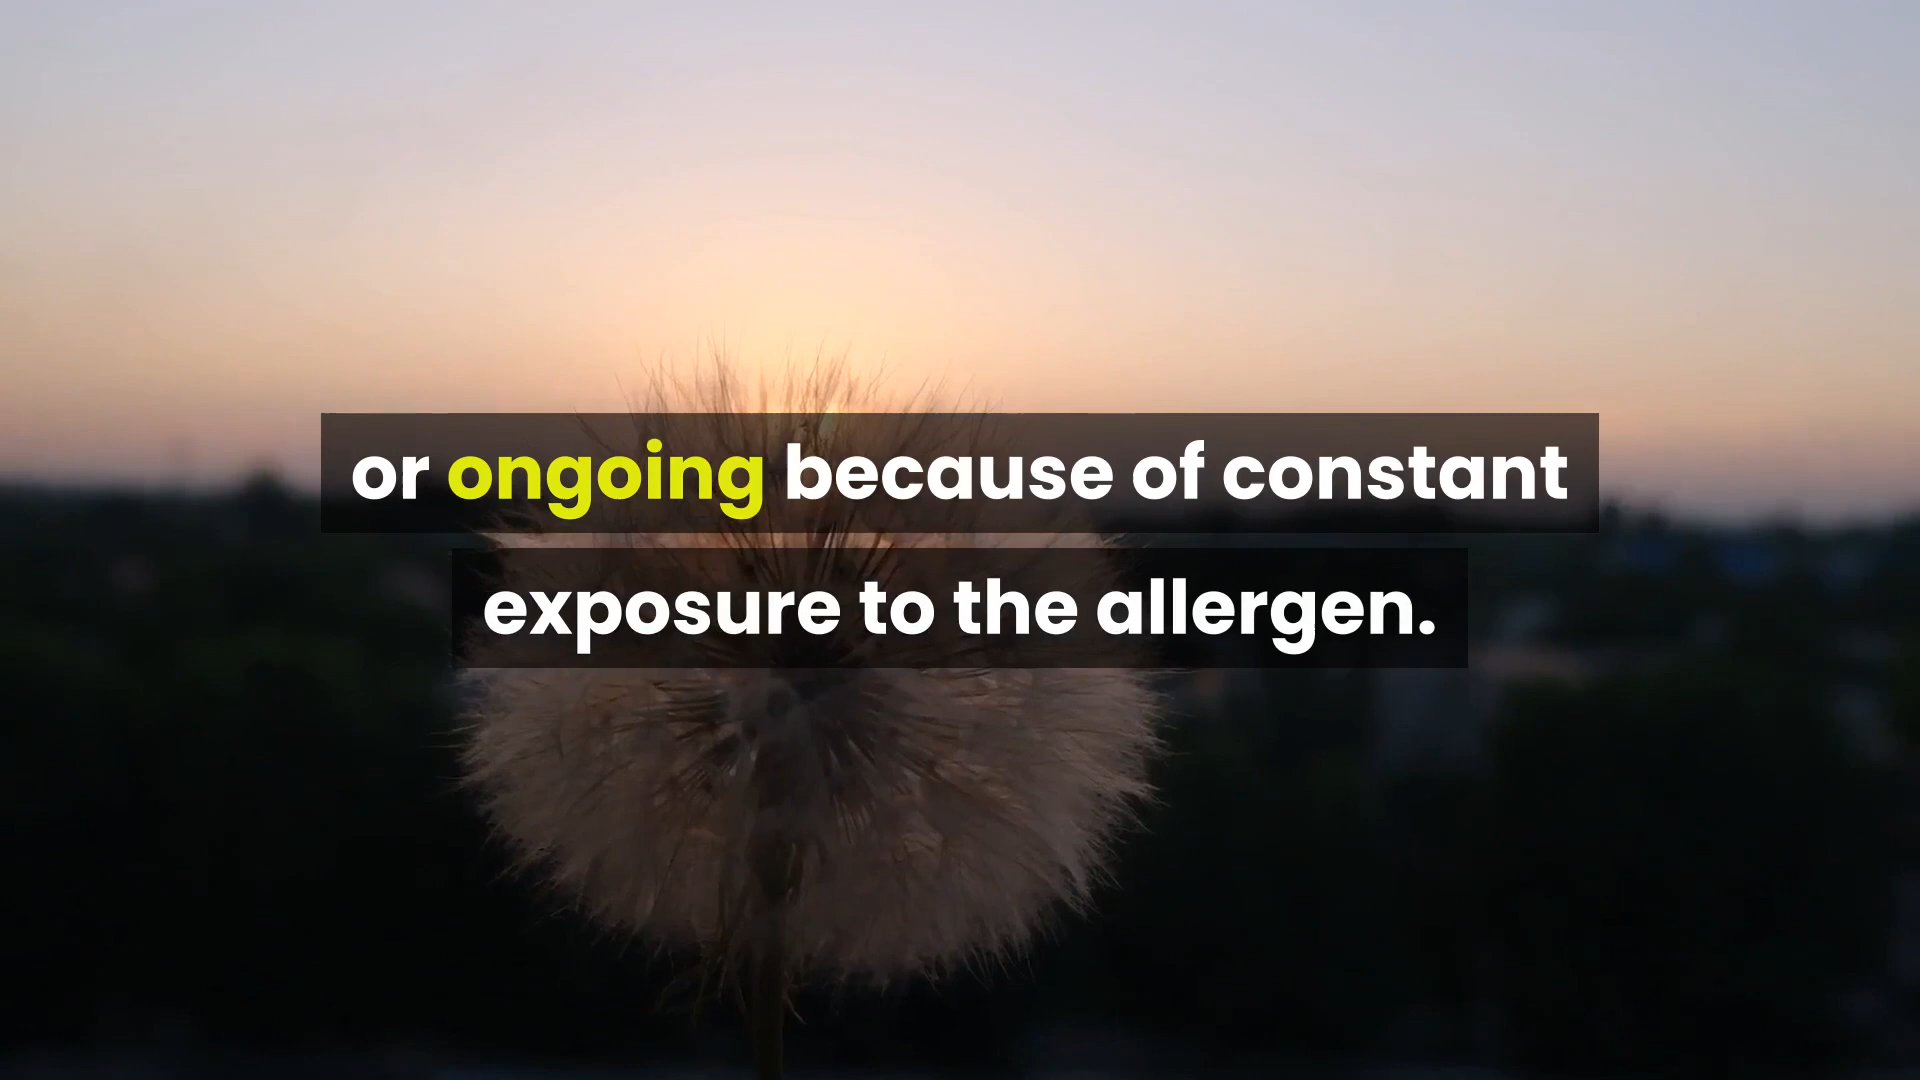 or ongoing because of constant
exposure to the allergen.